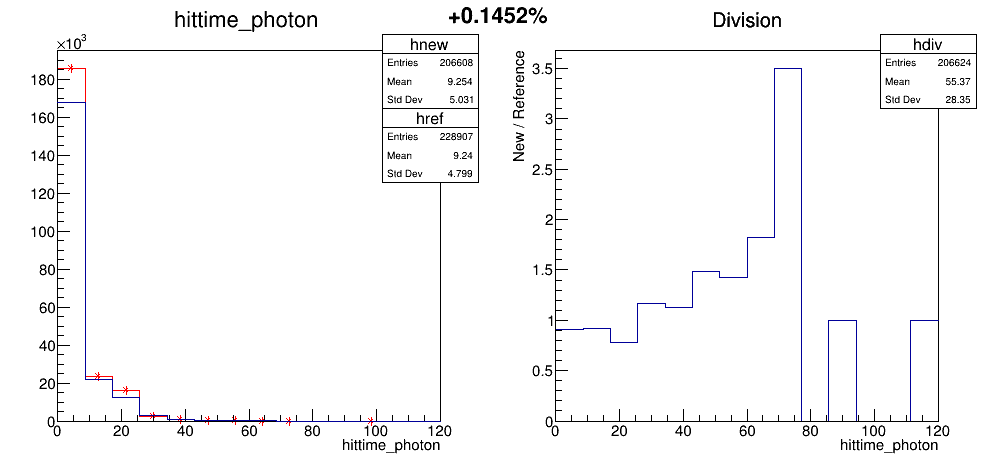 hittime_photon
+0.1452%
Division
×10³
hnew
Entries 206608
Mean 9.254
Std Dev 5.031
href
Entries 228907
Mean 9.24
Std Dev 4.799
180
160
140
120
100
80
60
40
20
0
0 20 40 60 80 100 120
hittime_photon
hdiv
Entries 206624
Mean 55.37
Std Dev 28.35
New / Reference
3.5
3
2.5
2
1.5
1
0.5
0
0 20 40 60 80 100 120
hittime_photon